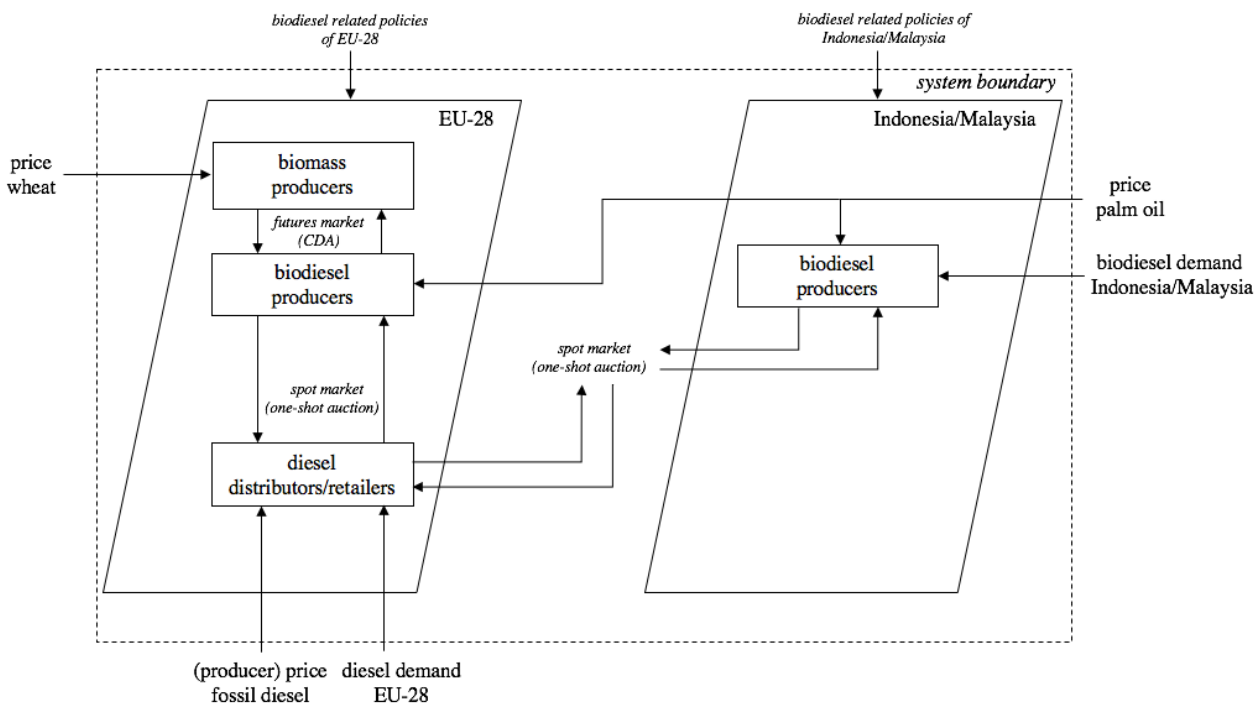 biodiesel related policies
of EU-28
biodiesel related policies of
Indonesia/Malaysia
system boundary
EU-28
Indonesia/Malaysia
price
wheat
biomass
producers
futures market
(CDA)
biodiesel
producers
price
palm oil
biodiesel
producers
biodiesel demand
Indonesia/Malaysia
spot market
(one-shot auction)
spot market
(one-shot auction)
diesel
distributors/retailers
(producer) price
fossil diesel
diesel demand
EU-28